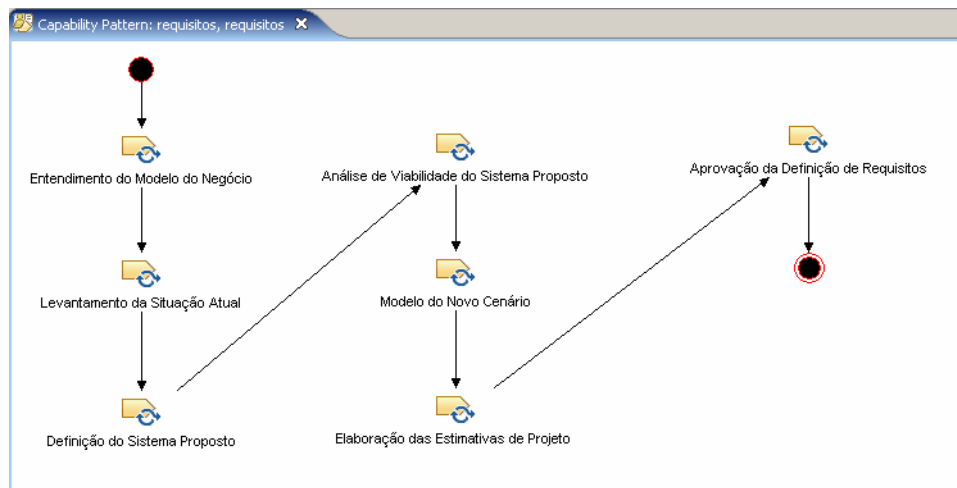 Capability Pattern: requisitos, requisitos
Entendimento do Modelo do Negócio
Levantamento da Situação Atual
Definição do Sistema Proposto
Análise de Viabilidade do Sistema Proposto
Modelo do Novo Cenário
Elaboração das Estimativas de Projeto
Aprovação da Definição de Requisitos